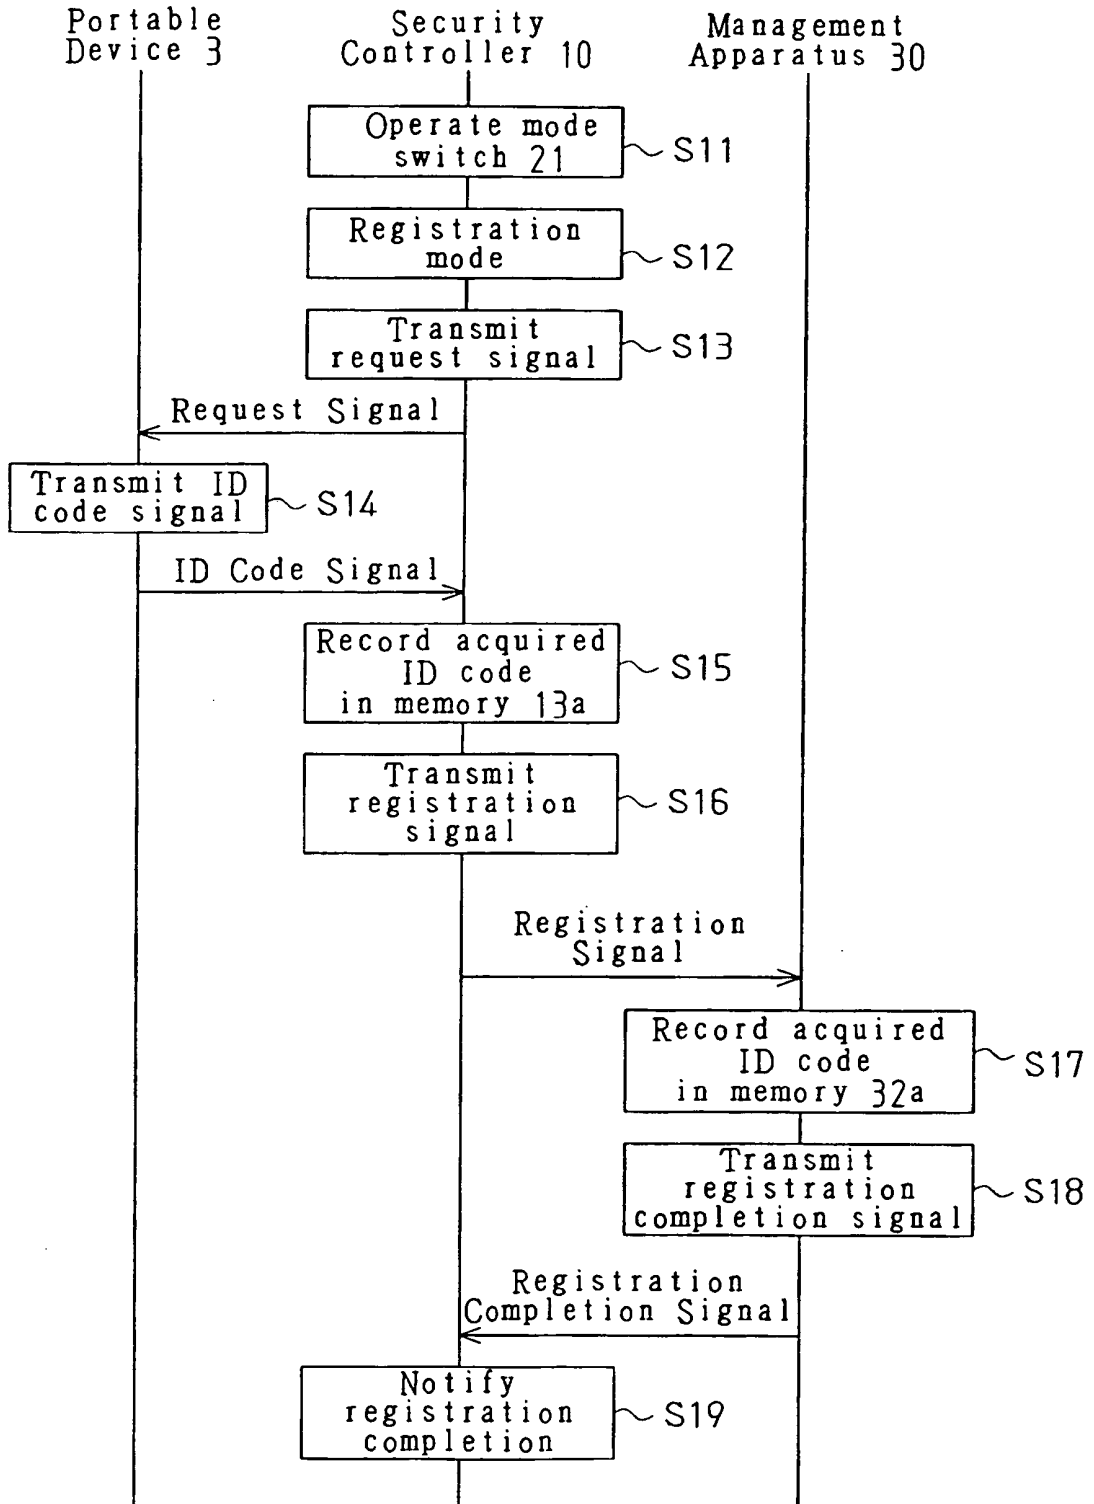 Portable
Device 3
Security
Controller 10
Management
Apparatus 30
Operate mode
switch 21
S11
Registration
mode
S12
Transmit
request signal
S13
Request Signal
Transmit ID
code signal
S14
ID Code Signal
Record acquired
ID code
in memory 13a
S15
Transmit
registration
signal
S16
Registration
Signal
Record acquired
ID code
in memory 32a
S17
Transmit
registration
completion signal
S18
Registration
Completion Signal
Notify
registration
completion
S19